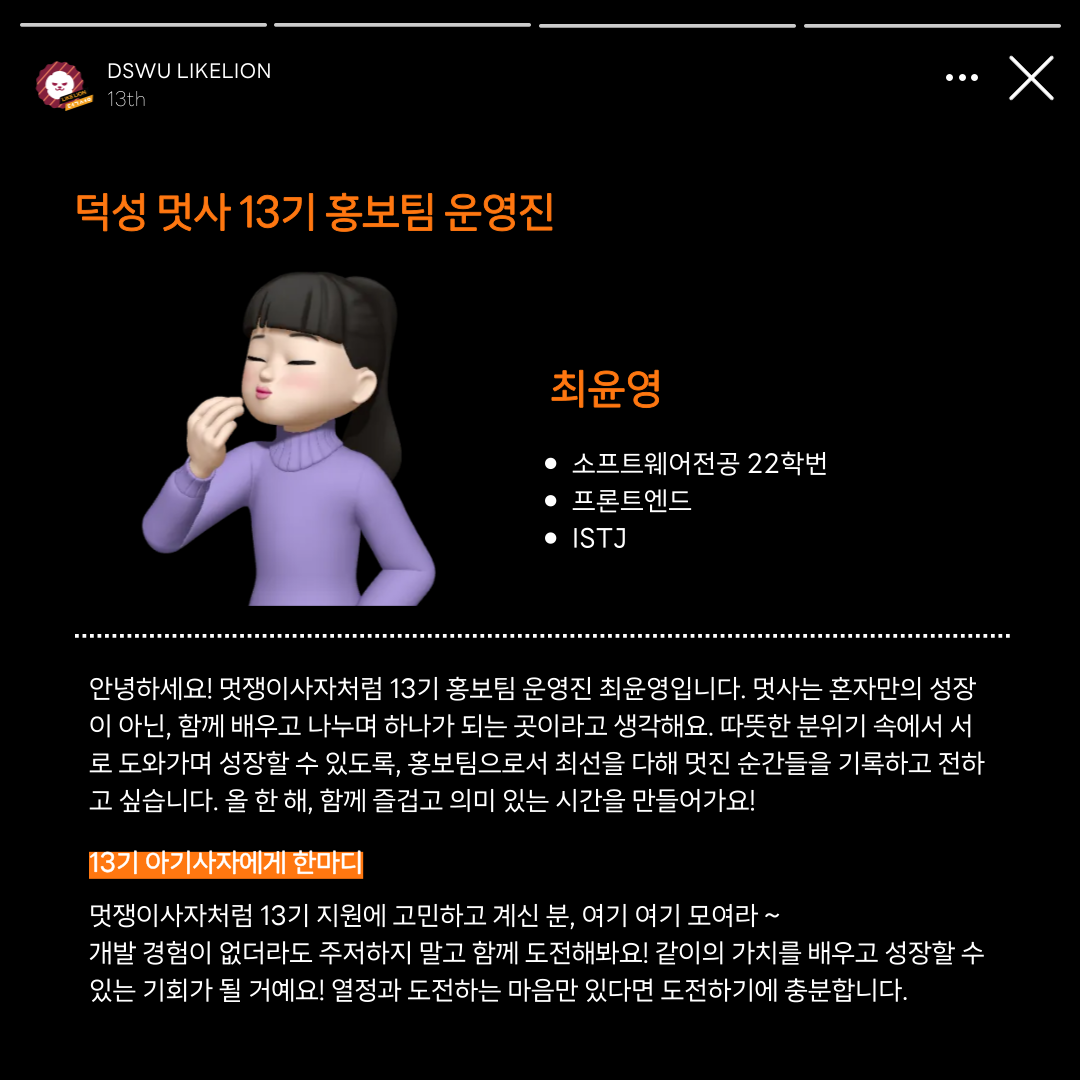 DSWU LIKELION
13th
덕성 멋사 13기 홍보팀 운영진
최윤영
소프트웨어전공 22학번
프론트엔드
ISTJ
안녕하세요! 멋쟁이사자처럼 13기 홍보팀 운영진 최윤영입니다. 멋사는 혼자만의 성장
이 아닌, 함께 배우고 나누며 하나가 되는 곳이라고 생각해요. 따뜻한 분위기 속에서 서
로 도와가며 성장할 수 있도록, 홍보팀으로서 최선을 다해 멋진 순간들을 기록하고 전하
고 싶습니다. 올 한 해, 함께 즐겁고 의미 있는 시간을 만들어가요!
13기 아기사자에게 한마디
멋쟁이사자처럼 13기 지원에 고민하고 계신 분, 여기 여기 모여라 ~
개발 경험이 없더라도 주저하지 말고 함께 도전해봐요! 같이의 가치를 배우고 성장할 수
있는 기회가 될 거예요! 열정과 도전하는 마음만 있다면 도전하기에 충분합니다.